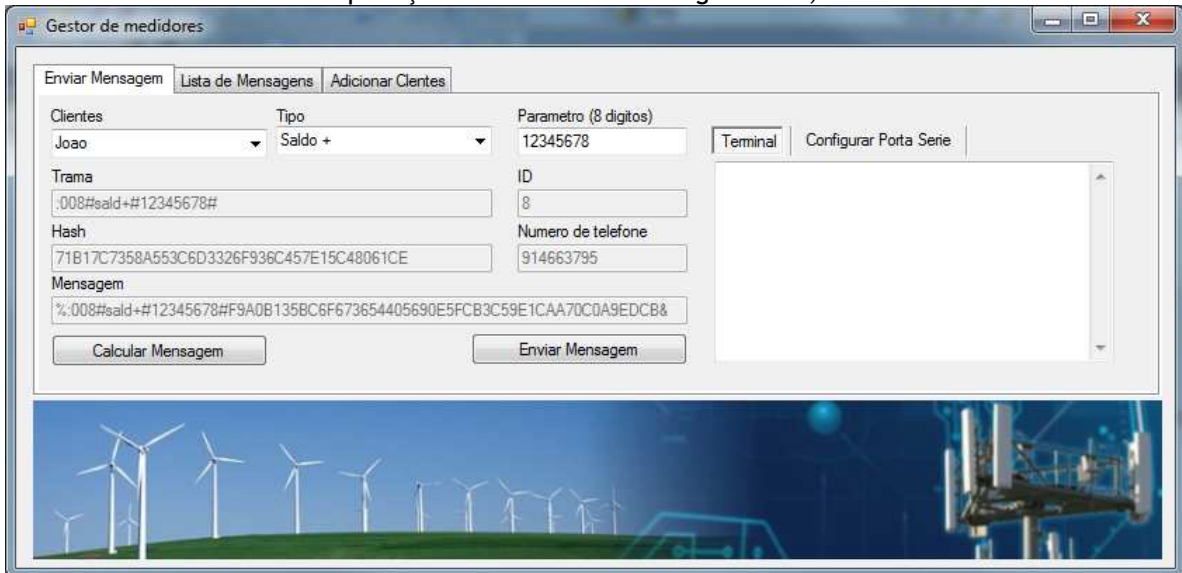 Gestor de medidores
Enviar Mensagem Lista de Mensagens Adicionar Clentes
Clientes Tipo Parametro (8 digitos)
Joao Saldo + 12345678
Terminal Configurar Porta Serie
Trama ID
:008#sald+#12345678# 8
Hash Numero de telefone
71B17C7358A553C6D3326F936C457E15C48061CE 914663795
Mensagem
%:008#sald+#12345678#F9A0B135BC6F673654405690E5FCB3C59E1CAA70C0A9EDCB&
Calcular Mensagem Enviar Mensagem